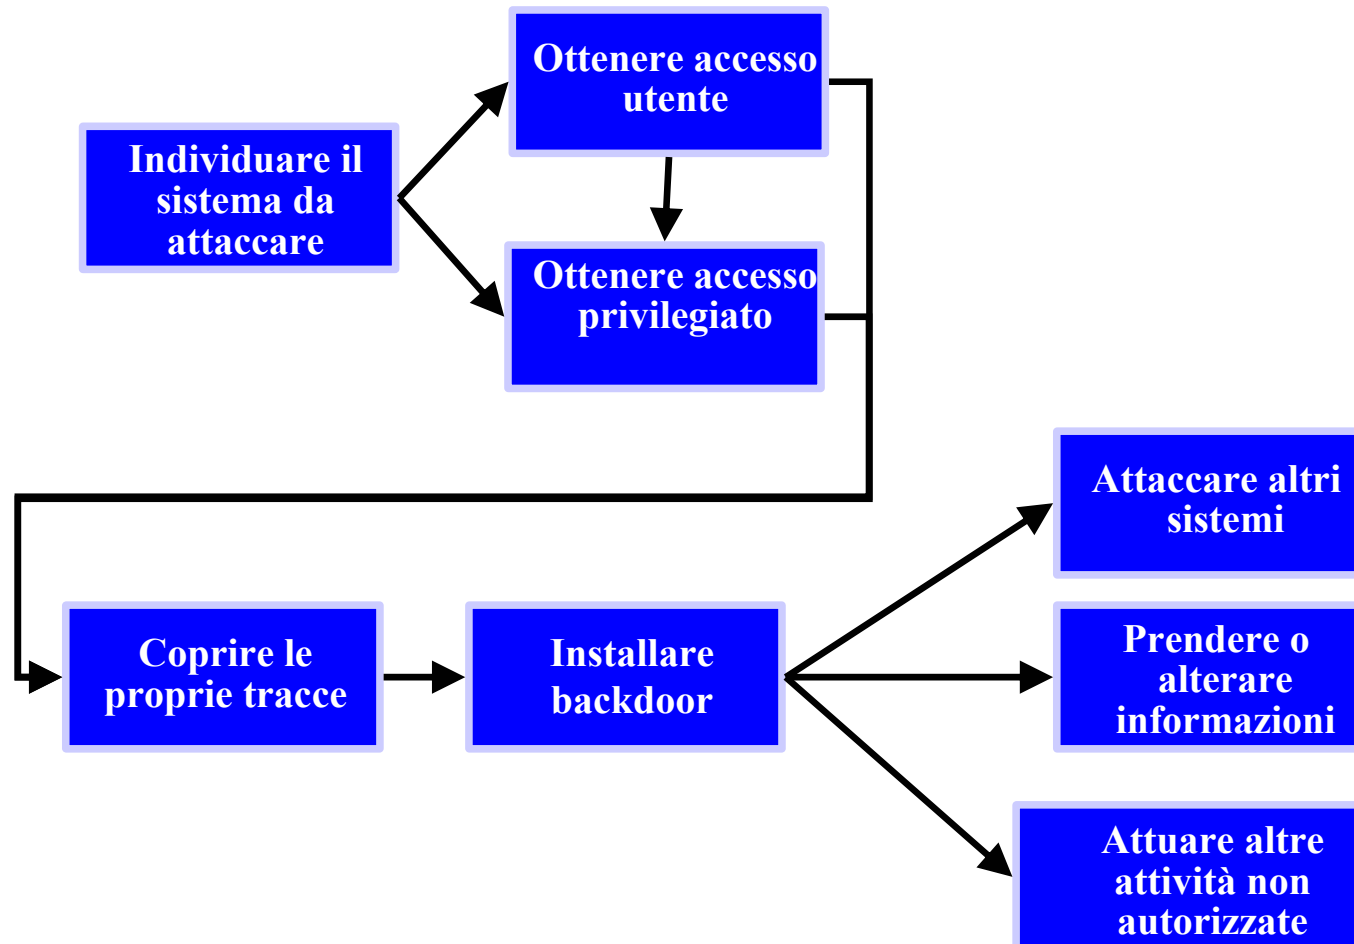 Ottenere accesso
utente
Individuare il
sistema da
attaccare
Ottenere accesso
privilegiato
Attaccare altri
sistemi
Coprire le
proprie tracce
Installare
backdoor
Prendere o
alterare
informazioni
Attuare altre
attività non
autorizzate